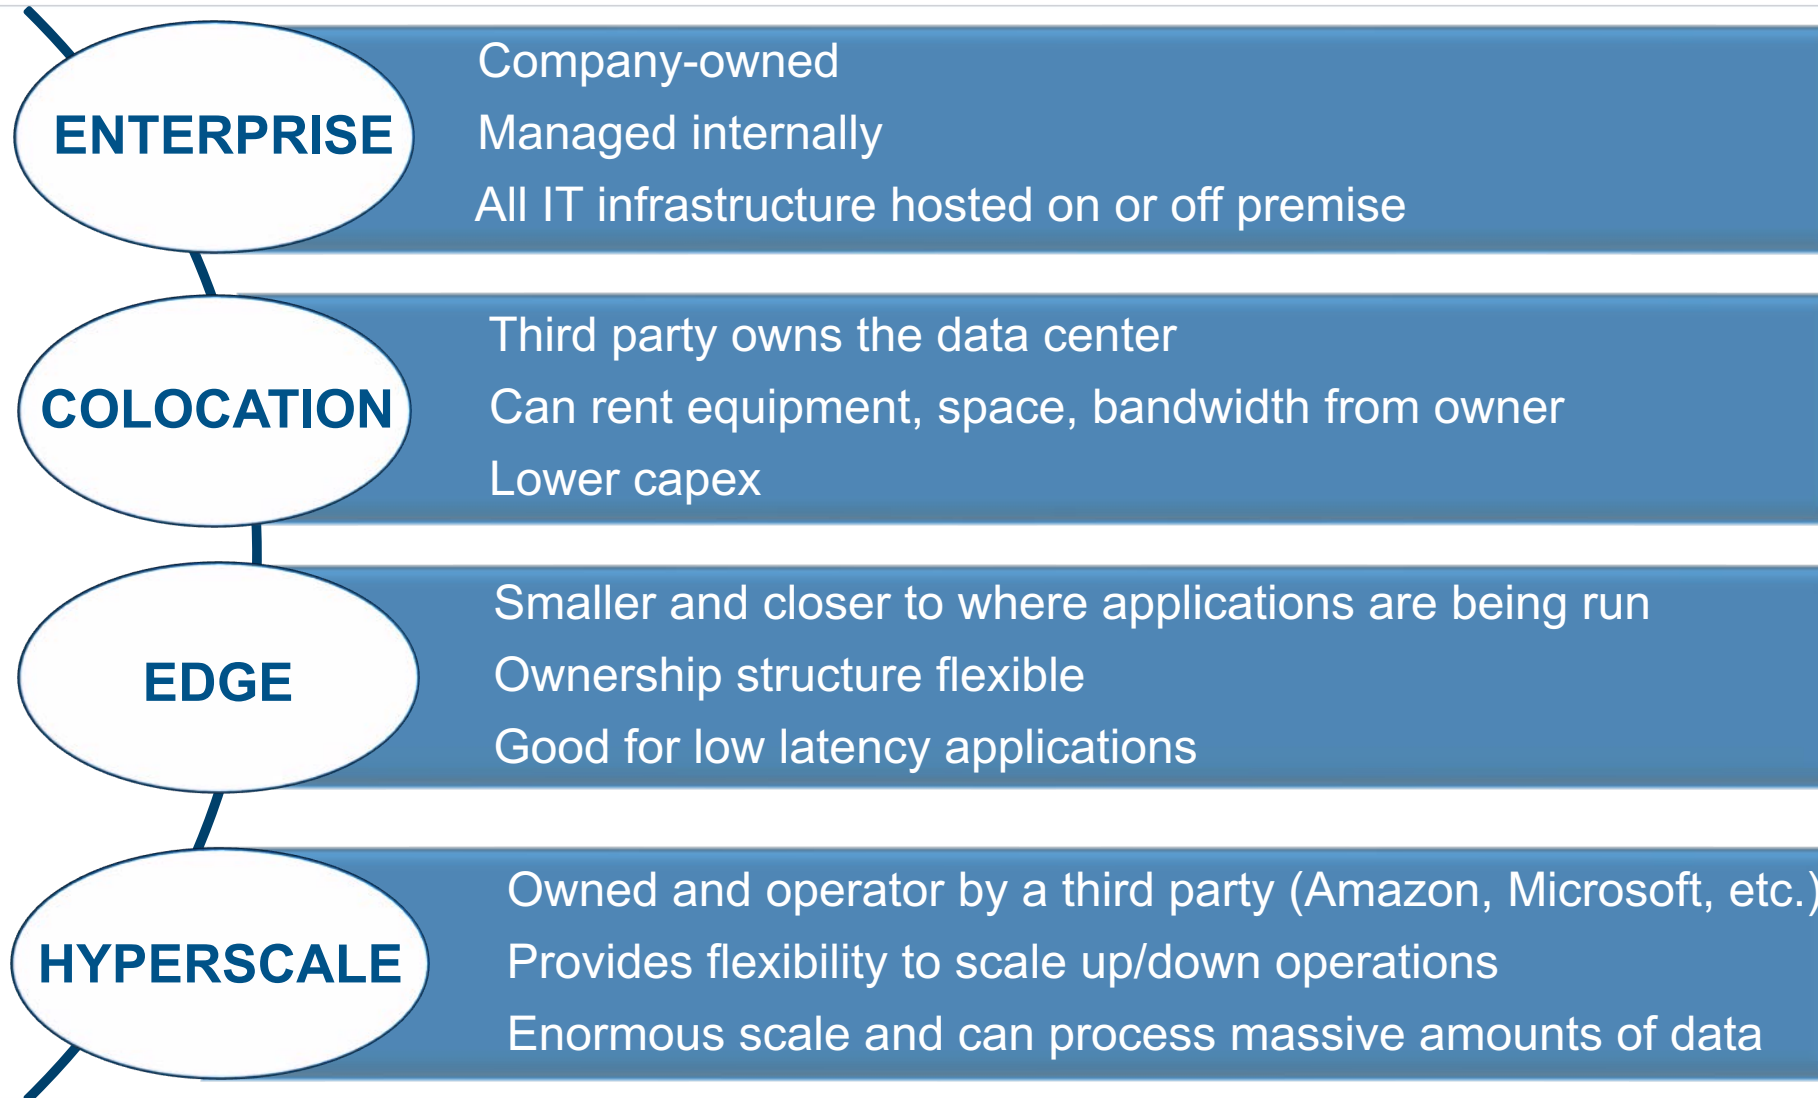 ENTERPRISE
Company-owned
Managed internally
All IT infrastructure hosted on or off premise
COLOCATION
Third party owns the data center
Can rent equipment, space, bandwidth from owner
Lower capex
EDGE
Smaller and closer to where applications are being run
Ownership structure flexible
Good for low latency applications
HYPERSCALE
Owned and operator by a third party (Amazon, Microsoft, etc.)
Provides flexibility to scale up/down operations
Enormous scale and can process massive amounts of data